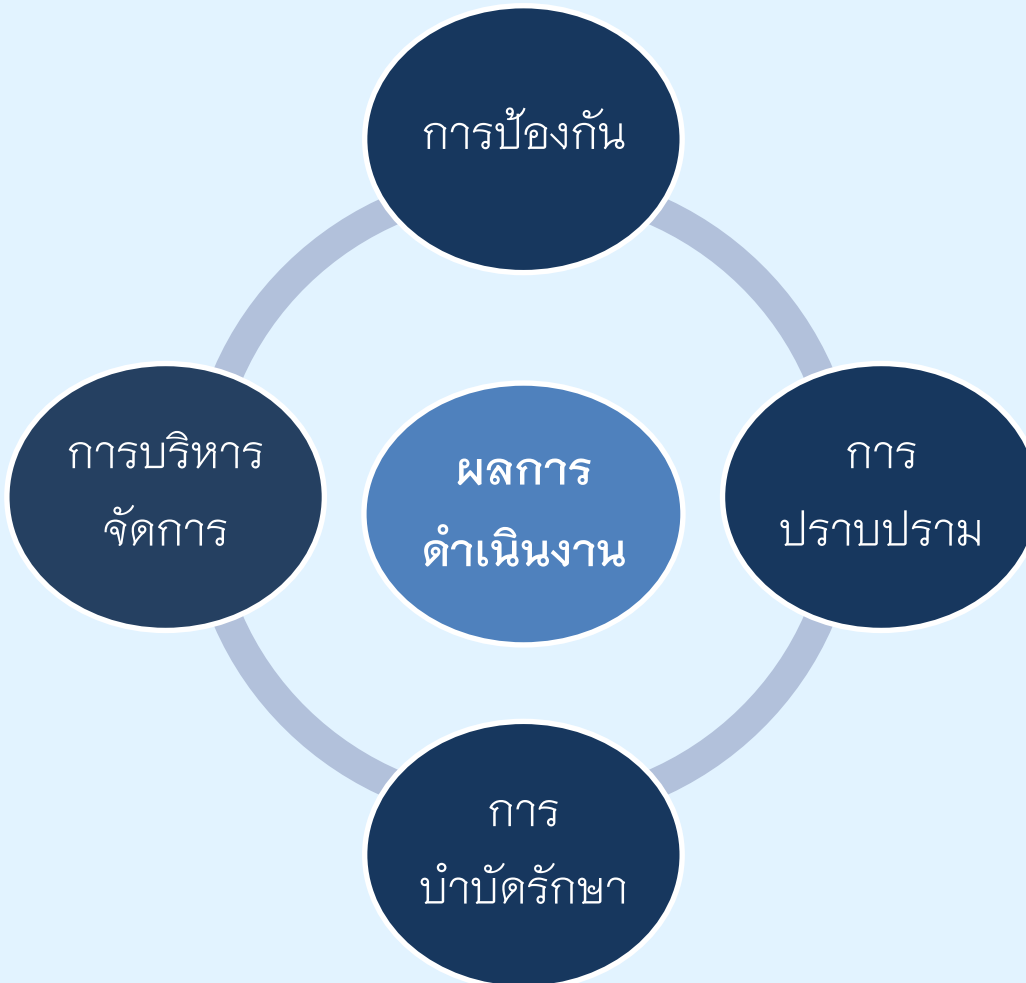 การป้องกัน
การบริหาร
จัดการ
ผลการ
ดำเนินงาน
การ
ปราบปราม
การ
บำบัดรักษา